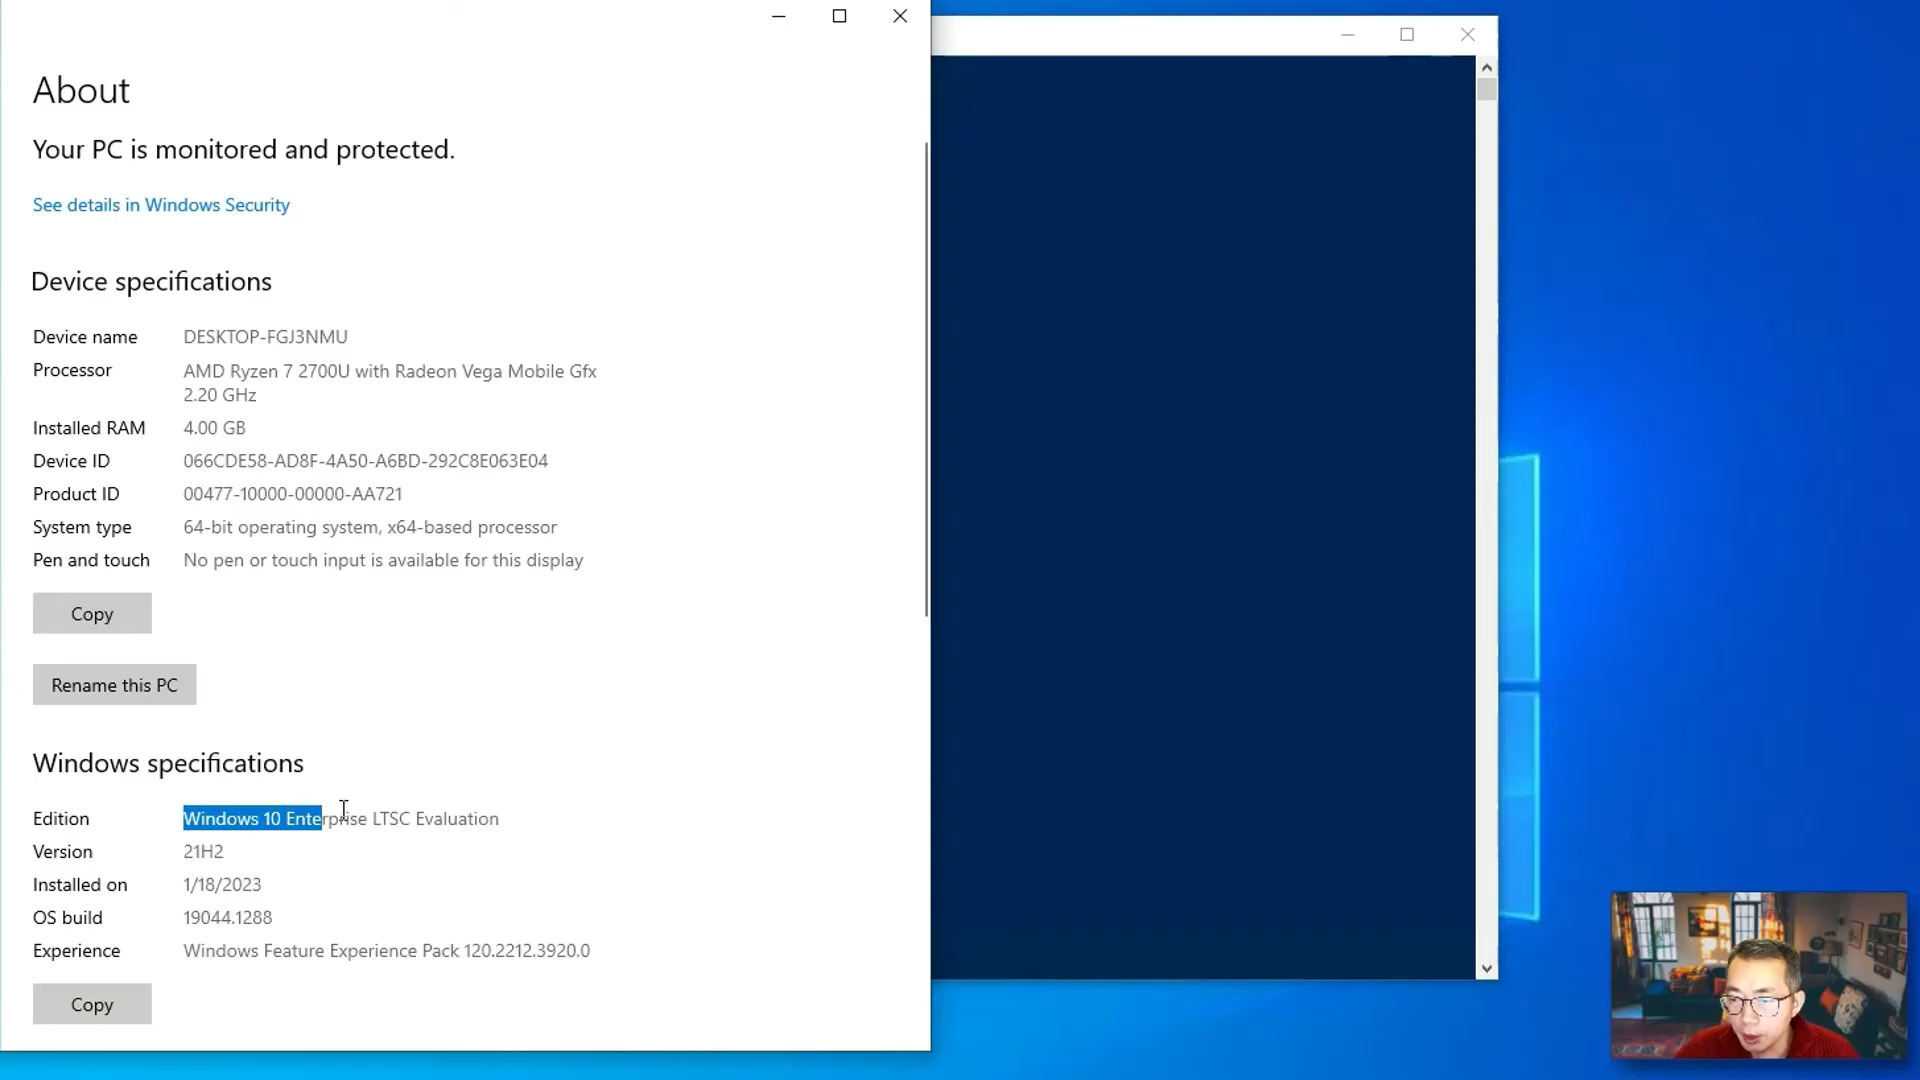 About
Your PC is monitored and protected.
See details in Windows Security
Device specifications
Device name DESKTOP-FGJ3NMU
Processor AMD Ryzen 7 2700U with Radeon Vega Mobile Gfx
2.20 GHz
Installed RAM 4.00 GB
Device ID 066CDE58-AD8F-4A50-A6BD-292C8E063E04
Product ID 00477-10000-00000-AA721
System type 64-bit operating system, x64-based processor
Pen and touch No pen or touch input is available for this display
Copy
Rename this PC
Windows specifications
Edition Windows 10 Enterprise LTSC Evaluation
Version 21H2
Installed on 1/18/2023
OS build 19044.1288
Experience Windows Feature Experience Pack 120.2212.3920.0
Copy